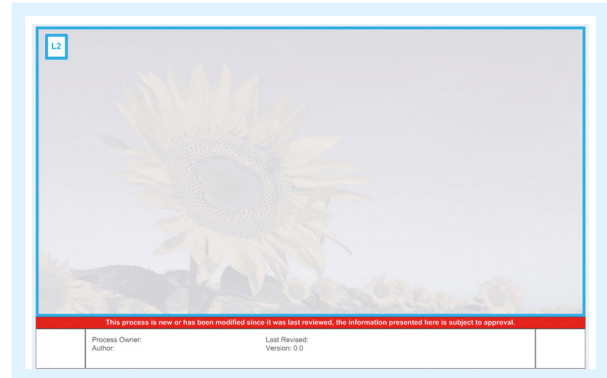 L2
This process is new or has been modified since it was last reviewed, the information presented here is subject to approval.
Process Owner:
Author:
Last Revised:
Version: 0.0